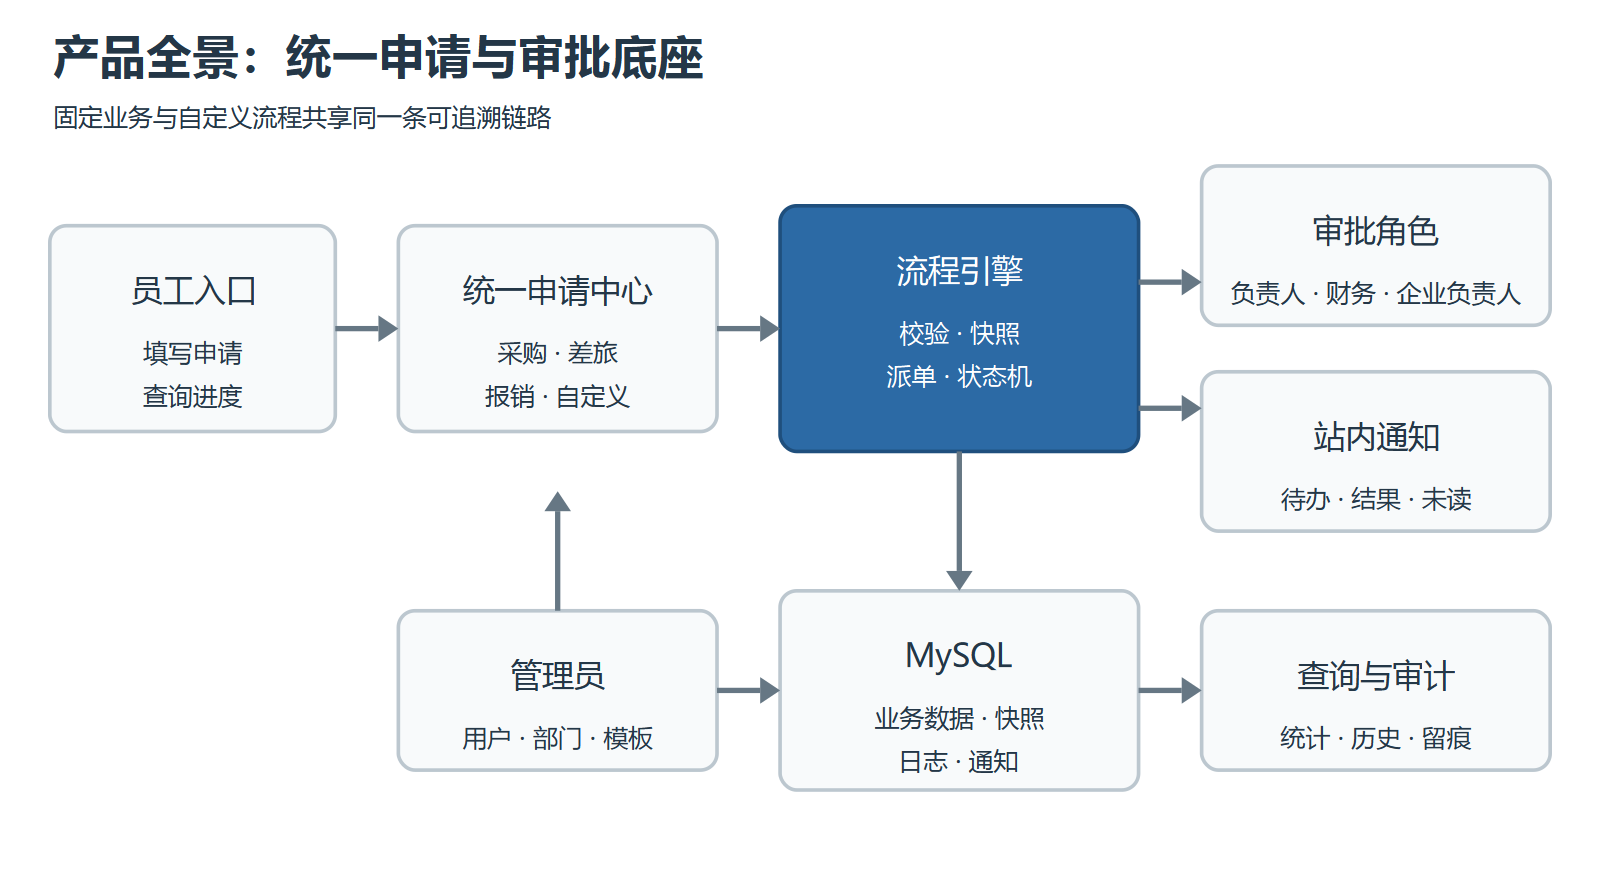 产品全景：统一申请与审批底座
固定业务与自定义流程共享同一条可追溯链路
员工入口
填写申请
查询进度
统一申请中心
采购 · 差旅
报销 · 自定义
流程引擎
校验 · 快照
派单 · 状态机
审批角色
负责人 · 财务 · 企业负责人
站内通知
待办 · 结果 · 未读
管理员
用户 · 部门 · 模板
MySQL
业务数据 · 快照
日志 · 通知
查询与审计
统计 · 历史 · 留痕